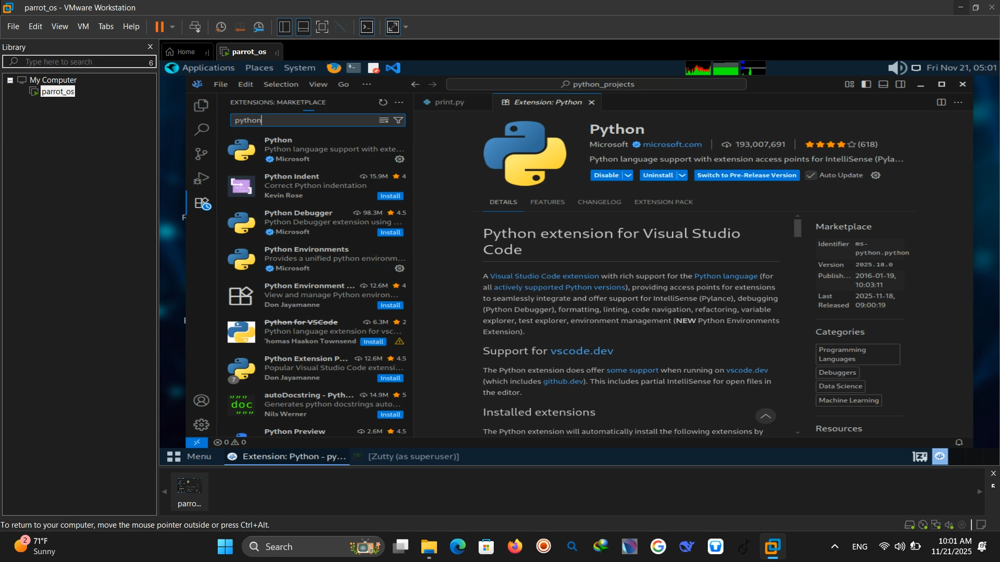 parrot_os - VMware Workstation
File Edit View VM Tabs Help
Library
Type here to search
6
My Computer
parrot_os
Home
parrot_os
Applications Places System
Fri Nov 21, 05:01
File Edit Selection View Go ...
python_projects
EXTENSIONS: MARKETPLACE
python
Python
Python language support with exte...
Microsoft
Python Indent 15.9M 4
Correct Python indentation
Kevin Rose Install
Python Debugger 98.3M 4.5
Python Debugger extension using ...
Microsoft Install
Python Environments
Provides a unified python environm...
Microsoft
Python Environment ... 12.6M 4
View and manage Python environ...
Don Jayamanne Install
Python for VSCode 6.3M 2
Python language extension for vsc...
Thomas Haakon Townsend Install
Python Extension P... 12.6M 4.5
Popular Visual Studio Code extensi...
7
Don Jayamanne Install
autoDocstring - Pyth... 14.9M 5
"""
doc
"""
Generates python docstrings auto...
Nils Werner Install
Python Preview 2.6M 4.5
print.py
Extension: Python
Python
Microsoft microsoft.com 193,007,691 (618)
Python language support with extension access points for IntelliSense (Pyla...
Disable Uninstall Switch to Pre-Release Version Auto Update
DETAILS FEATURES CHANGELOG EXTENSION PACK
Python extension for Visual Studio
Code
A Visual Studio Code extension with rich support for the Python language (for
all actively supported Python versions), providing access points for extensions
to seamlessly integrate and offer support for IntelliSense (Pylance), debugging
(Python Debugger), formatting, linting, code navigation, refactoring, variable
explorer, test explorer, environment management (NEW Python Environments
Extension).
Support for vscode.dev
The Python extension does offer some support when running on vscode.dev
(which includes github.dev). This includes partial IntelliSense for open files in
the editor.
Installed extensions
The Python extension will automatically install the following extensions by
Marketplace
Identifier ms-
python.python
Version 2025.18.0
Publish... 2016-01-19,
10:03:11
Last 2025-11-18,
Released 09:00:19
Categories
Programming
Languages
Debuggers
Data Science
Machine Learning
Resources
0 0
Menu
Extension: Python - py...
[Zutty (as superuser)]
parro...
To return to your computer, move the mouse pointer outside or press Ctrl+Alt.
2
71°F
Sunny
Search
ENG
10:01 AM
11/21/2025